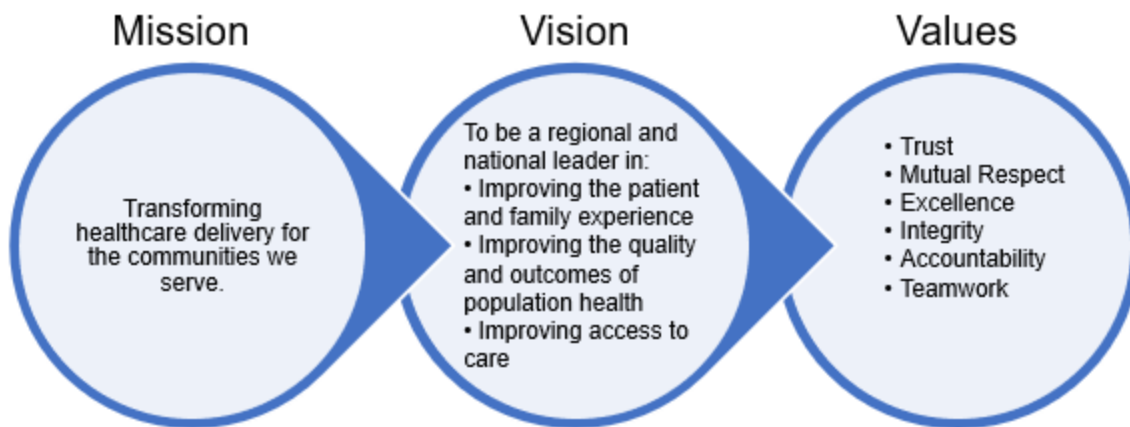 Mission
Transforming
healthcare delivery for
the communities we
serve.
Vision
To be a regional and
national leader in:
• Improving the patient
and family experience
• Improving the quality
and outcomes of
population health
• Improving access to
care
Values
• Trust
• Mutual Respect
• Excellence
• Integrity
• Accountability
• Teamwork